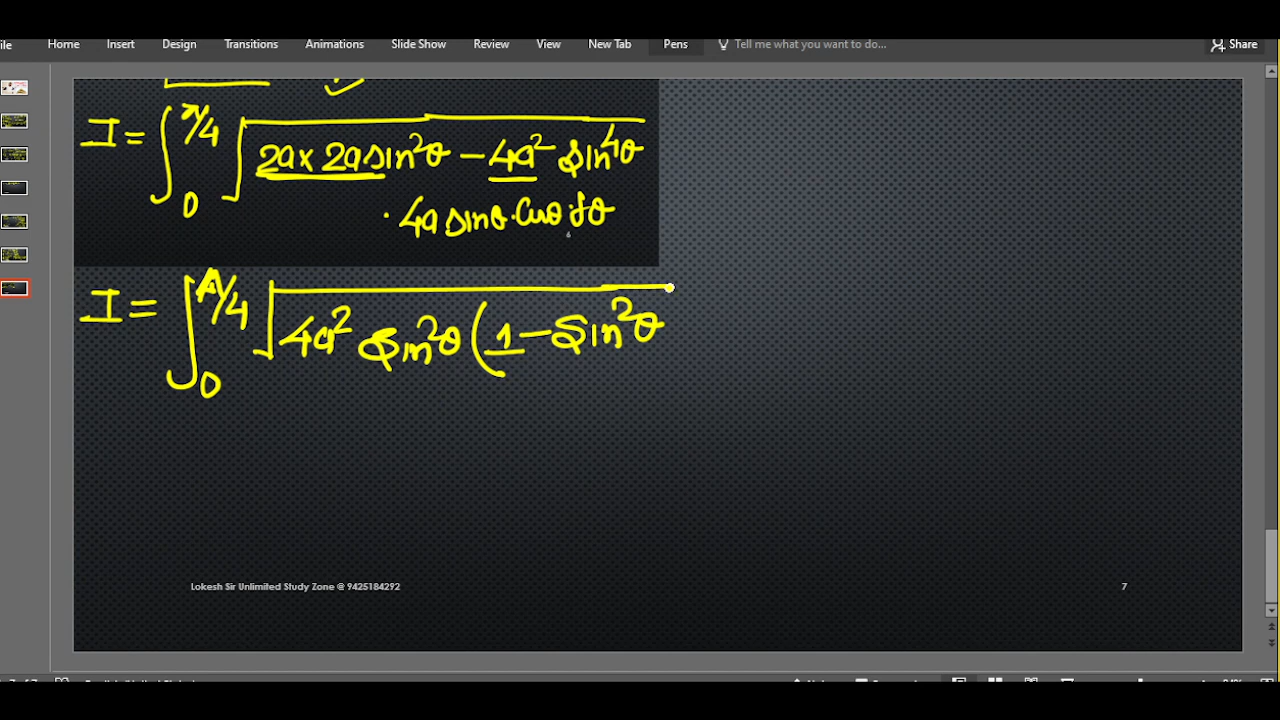 File Home Insert Design Transitions Animations Slide Show Review View New Tab Pens Tell me what you want to do... Share
I = ∫₀^π/4 √(2a × 2a sin²θ − 4a² sin⁴θ)
· 4a sinθ · cosθ · dθ
I = ∫₀^π/4 √(4a² sin²θ (1 − sin²θ
Lokesh Sir Unlimited Study Zone @ 9425184292
7